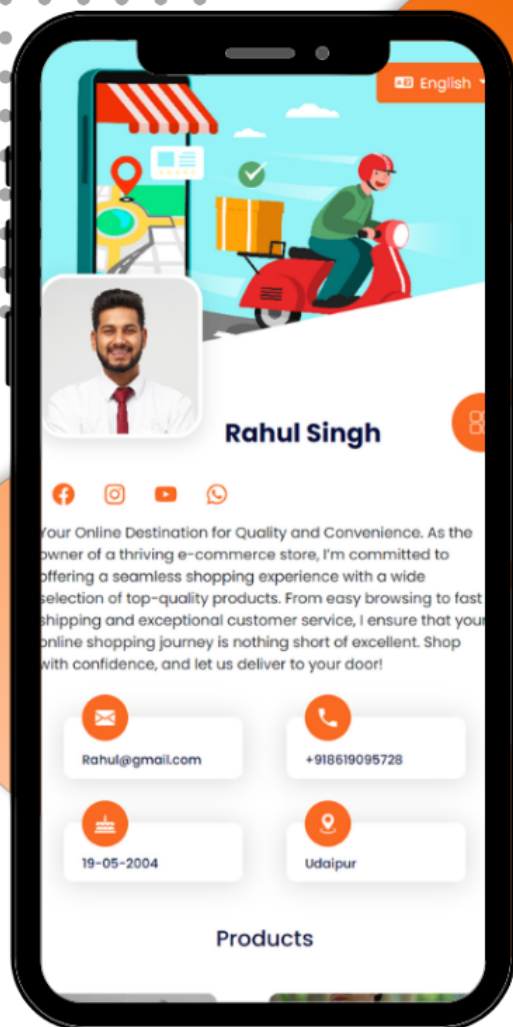 English
Rahul Singh
Your Online Destination for Quality and Convenience. As the
owner of a thriving e-commerce store, I'm committed to
offering a seamless shopping experience with a wide
selection of top-quality products. From easy browsing to fast
shipping and exceptional customer service, I ensure that your
online shopping journey is nothing short of excellent. Shop
with confidence, and let us deliver to your door!
Rahul@gmail.com
+918619095728
19-05-2004
Udaipur
Products